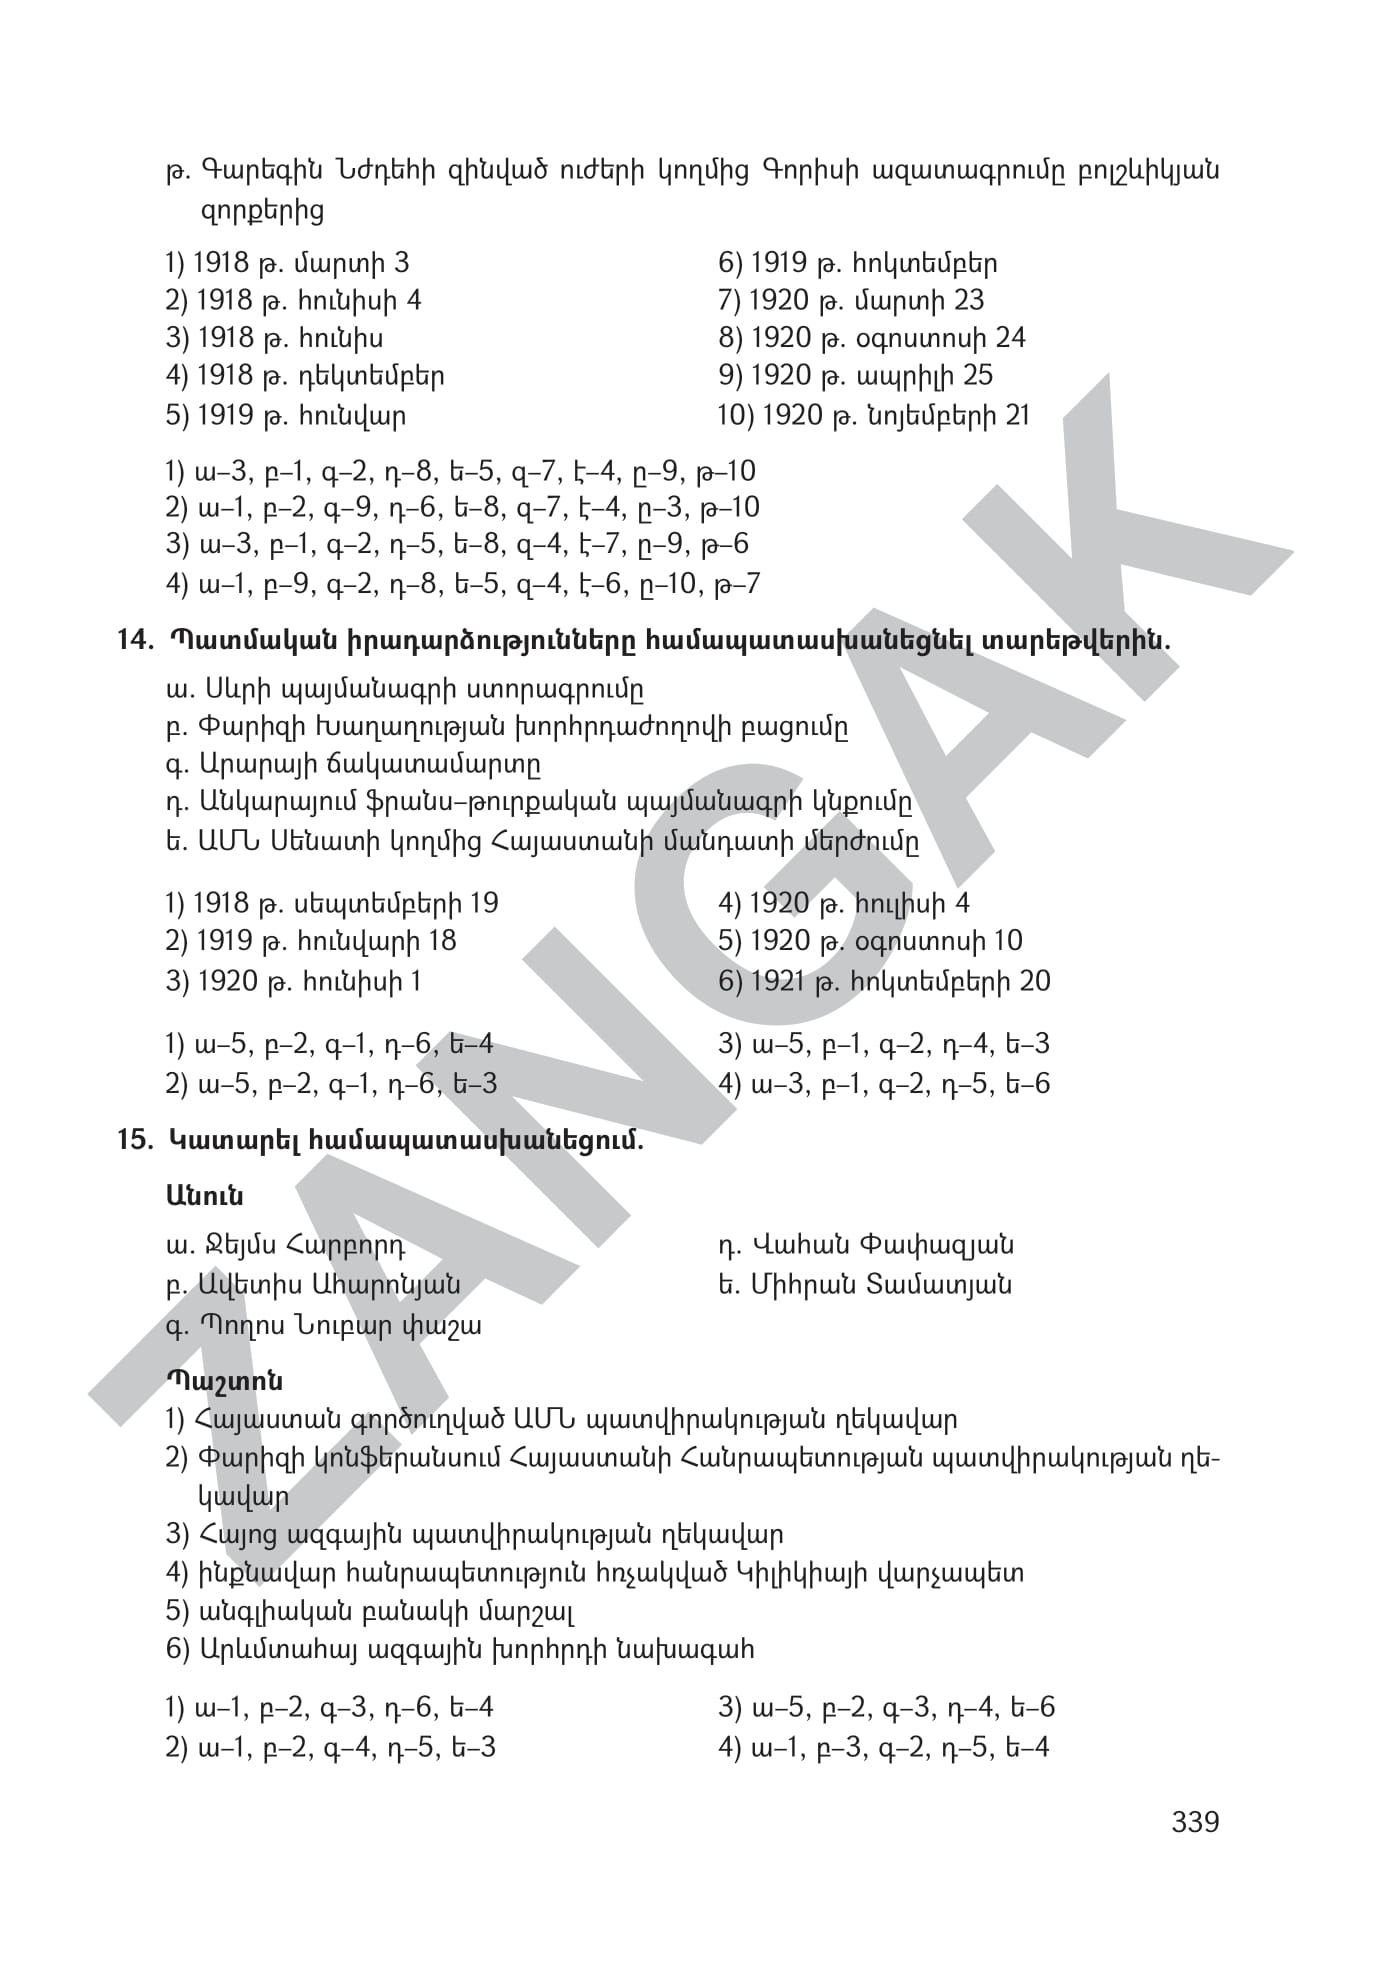 թ. Գարեգին Նժդեհի զինված ուժերի կողմից Գորիսի ազատագրումը բոլշևիկյան
զորքերից
1) 1918 թ. մարտի 3
2) 1918 թ. հունիսի 4
3) 1918 թ. հունիս
4) 1918 թ. դեկտեմբեր
5) 1919 թ. հունվար
6) 1919 թ. հոկտեմբեր
7) 1920 թ. մարտի 23
8) 1920 թ. օգոստոսի 24
9) 1920 թ. ապրիլի 25
10) 1920 թ. նոյեմբերի 21
1) ա–3, բ–1, գ–2, դ–8, ե–5, զ–7, է–4, ը–9, թ–10
2) ա–1, բ–2, գ–9, դ–6, ե–8, զ–7, է–4, ը–3, թ–10
3) ա–3, բ–1, գ–2, դ–5, ե–8, զ–4, է–7, ը–9, թ–6
4) ա–1, բ–9, գ–2, դ–8, ե–5, զ–4, է–6, ը–10, թ–7
14. Պատմական իրադարձությունները համապատասխանեցնել տարեթվերին.
ա. Սևրի պայմանագրի ստորագրումը
բ. Փարիզի Խաղաղության խորհրդաժողովի բացումը
գ. Արարայի ճակատամարտը
դ. Անկարայում ֆրանս–թուրքական պայմանագրի կնքումը
ե. ԱՄՆ Սենատի կողմից Հայաստանի մանդատի մերժումը
1) 1918 թ. սեպտեմբերի 19
2) 1919 թ. հունվարի 18
3) 1920 թ. հունիսի 1
4) 1920 թ. հուլիսի 4
5) 1920 թ. օգոստոսի 10
6) 1921 թ. հոկտեմբերի 20
1) ա–5, բ–2, գ–1, դ–6, ե–4
2) ա–5, բ–2, գ–1, դ–6, ե–3
3) ա–5, բ–1, գ–2, դ–4, ե–3
4) ա–3, բ–1, գ–2, դ–5, ե–6
15. Կատարել համապատասխանեցում.
Անուն
ա. Ջեյմս Հարբորդ
բ. Ավետիս Ահարոնյան
գ. Պողոս Նուբար փաշա
դ. Վահան Փափազյան
ե. Միհրան Տամատյան
Պաշտոն
1) Հայաստան գործուղված ԱՄՆ պատվիրակության ղեկավար
2) Փարիզի կոնֆերանսում Հայաստանի Հանրապետության պատվիրակության ղե-
կավար
3) Հայոց ազգային պատվիրակության ղեկավար
4) ինքնավար հանրապետություն հռչակված Կիլիկիայի վարչապետ
5) անգլիական բանակի մարշալ
6) Արևմտահայ ազգային խորհրդի նախագահ
1) ա–1, բ–2, գ–3, դ–6, ե–4
2) ա–1, բ–2, գ–4, դ–5, ե–3
3) ա–5, բ–2, գ–3, դ–4, ե–6
4) ա–1, բ–3, գ–2, դ–5, ե–4
339
ZANGAK